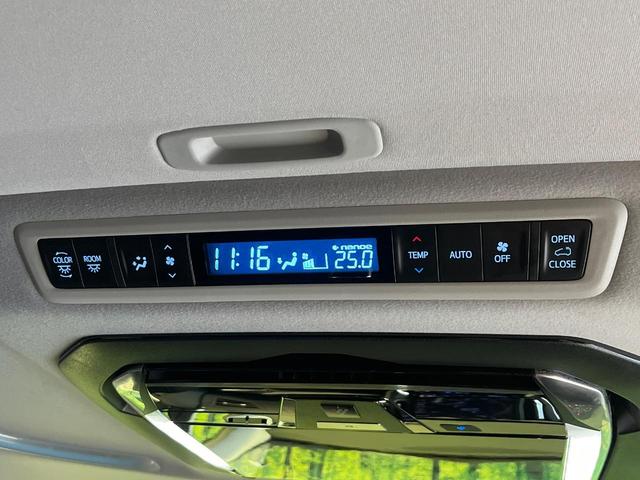 COLOR
ROOM
nanoe
11:16
25.0
TEMP
AUTO
OFF
OPEN
CLOSE